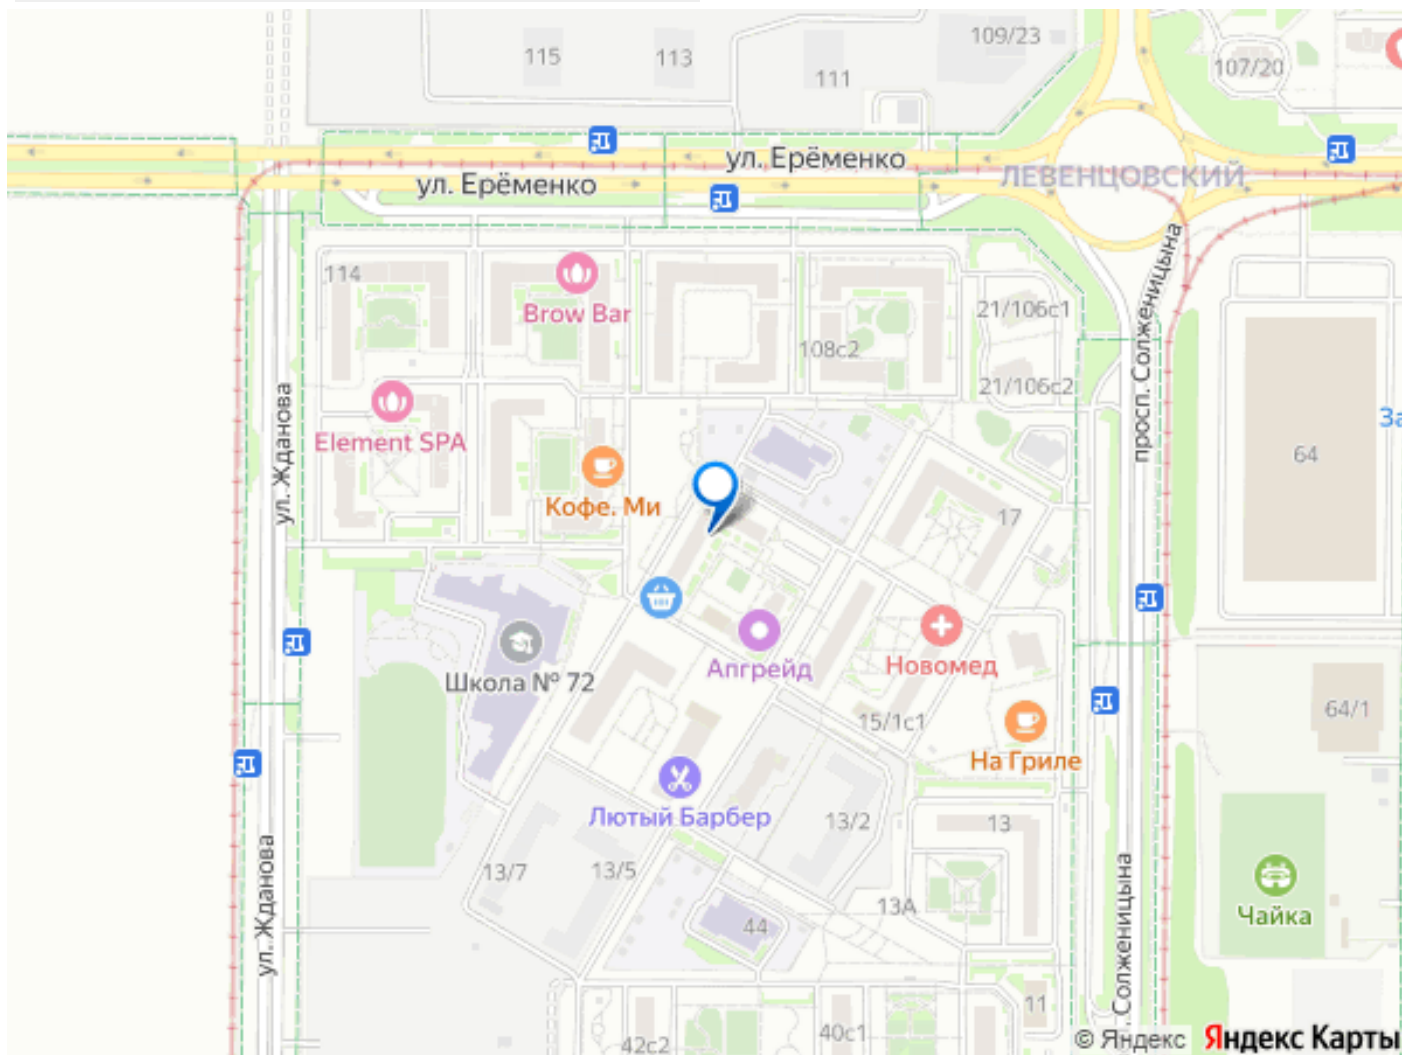 115
113
111
109/23
107/20
ул. Ерёменко
ул. Ерёменко
ЛЕВЕНЦОВСКИЙ
114
Brow Bar
108с2
21/106с1
21/106с2
просп. Солженицына
ул. Жданова
Element SPA
Кофе. Ми
17
64
За
Школа № 72
Апгрейд
Новомед
15/1с1
На Гриле
64/1
Лютый Барбер
13/2
13
13/7
13/5
13А
44
Чайка
ул. Жданова
. Солженицына
11
42с2
40с1
© Яндекс Яндекс Карты